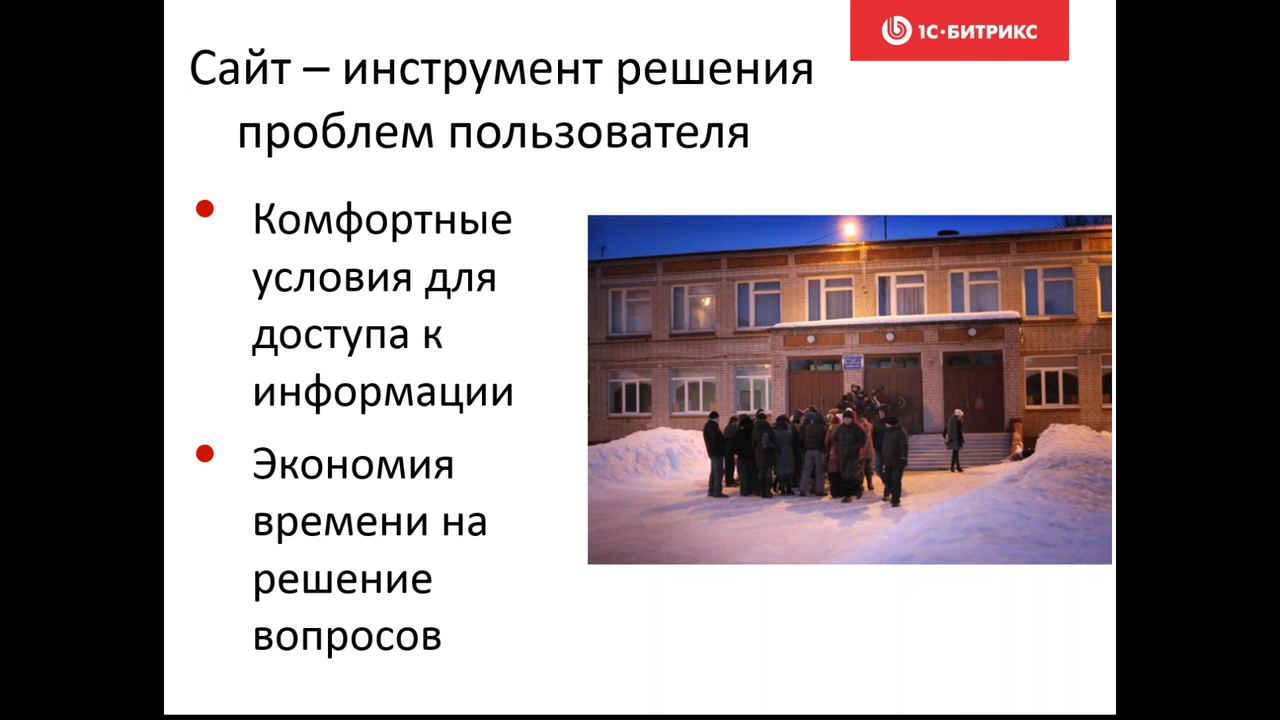 1С·БИТРИКС
Сайт – инструмент решения
проблем пользователя
• Комфортные
условия для
доступа к
информации
• Экономия
времени на
решение
вопросов